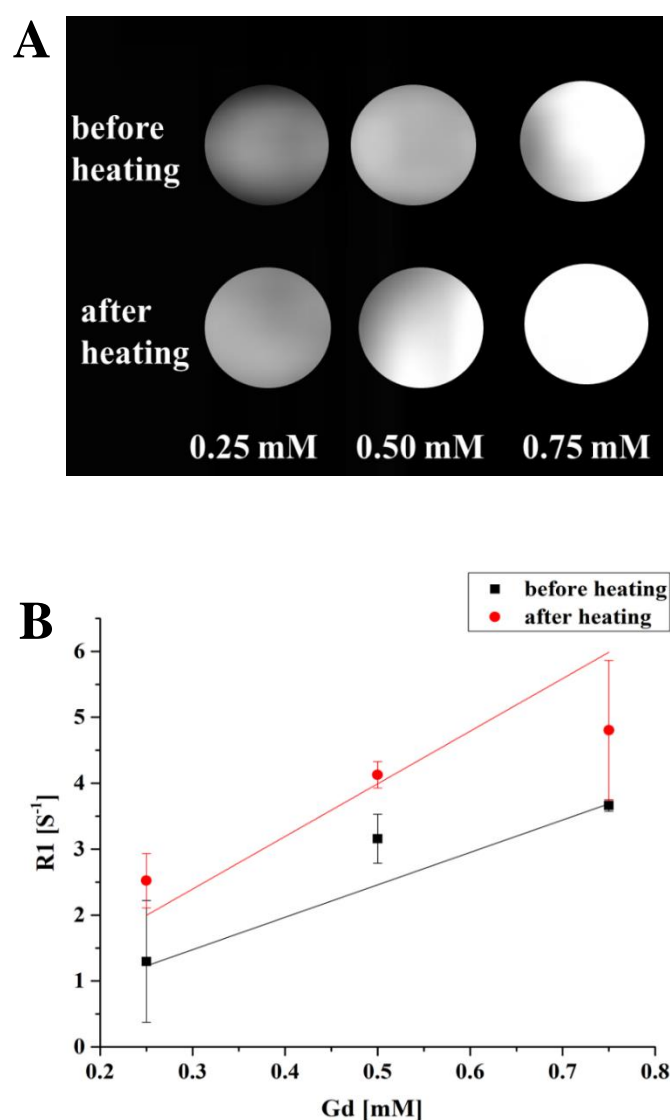 A
before
heating
after
heating
0.25 mM 0.50 mM 0.75 mM
B
before heating
after heating
6
5
4
3
2
1
0
R1 [S⁻¹]
0.2 0.3 0.4 0.5 0.6 0.7 0.8
Gd [mM]